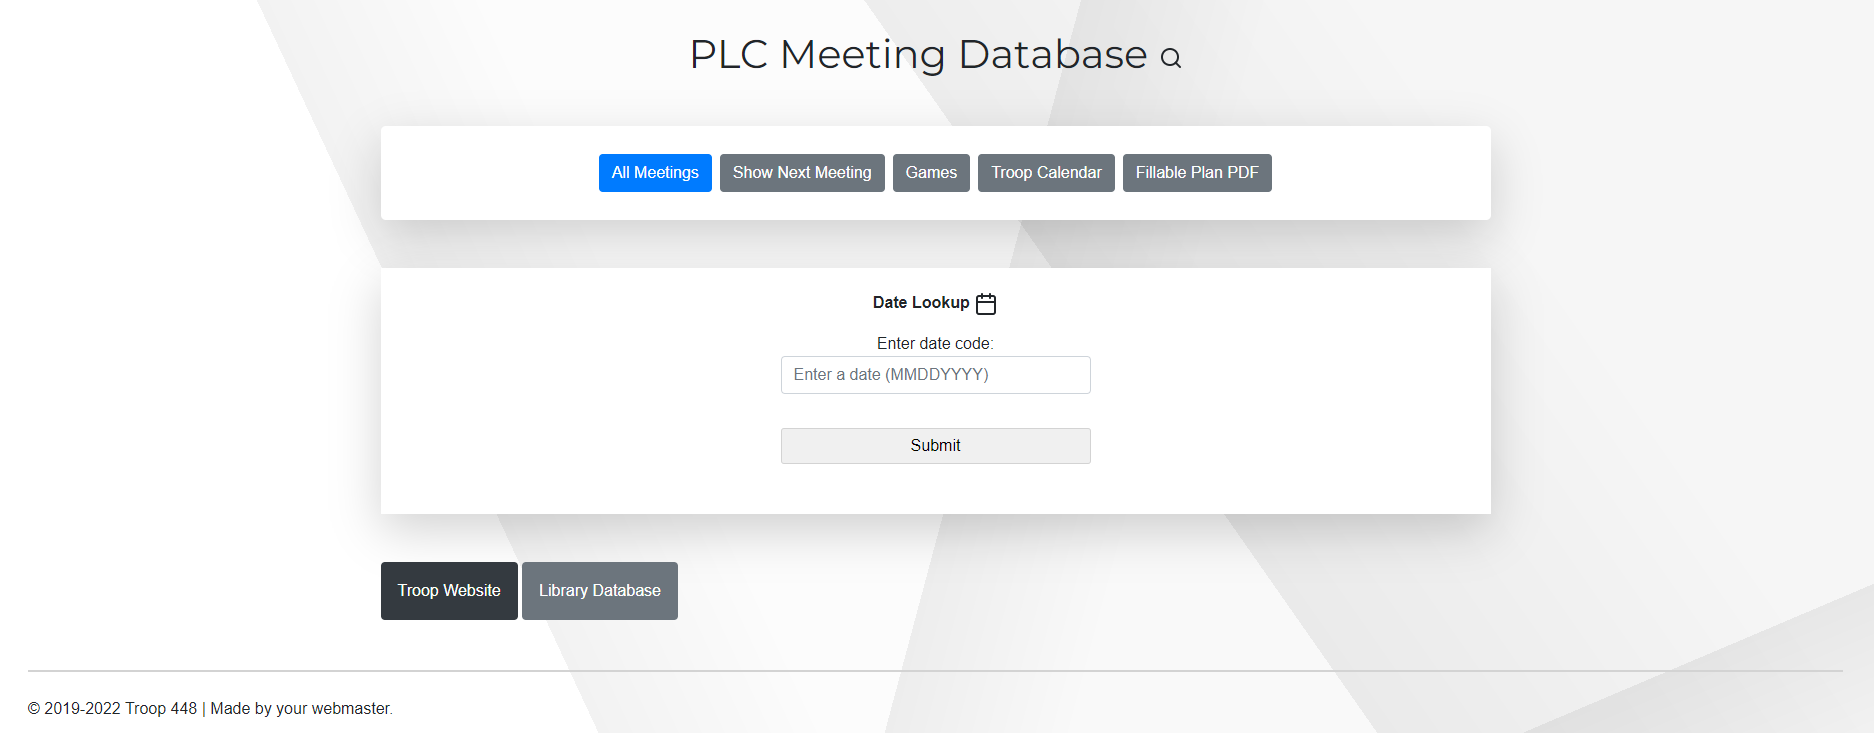 PLC Meeting Database
All Meetings Show Next Meeting Games Troop Calendar Fillable Plan PDF
Date Lookup
Enter date code:
Enter a date (MMDDYYYY)
Submit
Troop Website Library Database
© 2019-2022 Troop 448 | Made by your webmaster.